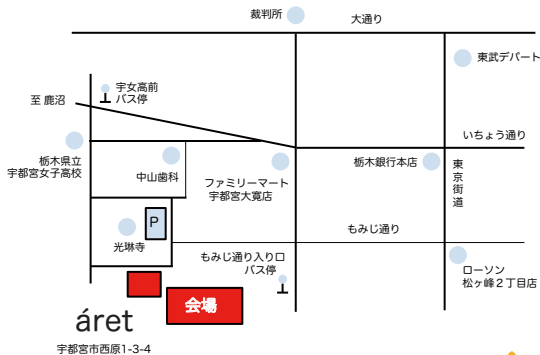 裁判所
大通り
東武デパート
宇女高前
バス停
至 鹿沼
いちょう通り
栃木県立
宇都宮女子高校
中山歯科
ファミリーマート
宇都宮大寛店
栃木銀行本店
東京街道
P
光琳寺
もみじ通り
もみじ通り入り口
バス停
ローソン
松ヶ峰２丁目店
会場
áret
宇都宮市西原1-3-4